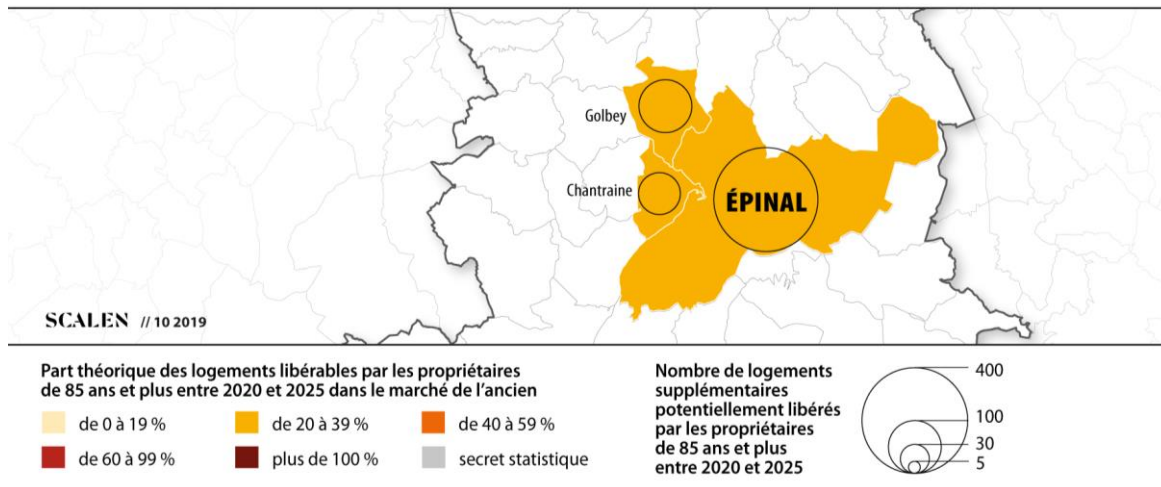 Golbey
Chantraine
ÉPINAL
SCALEN // 10 2019
Part théorique des logements libérables par les propriétaires
de 85 ans et plus entre 2020 et 2025 dans le marché de l’ancien
de 0 à 19 %
de 20 à 39 %
de 40 à 59 %
de 60 à 99 %
plus de 100 %
secret statistique
Nombre de logements
supplémentaires
potentiellement libérés
par les propriétaires
de 85 ans et plus
entre 2020 et 2025
400
100
30
5